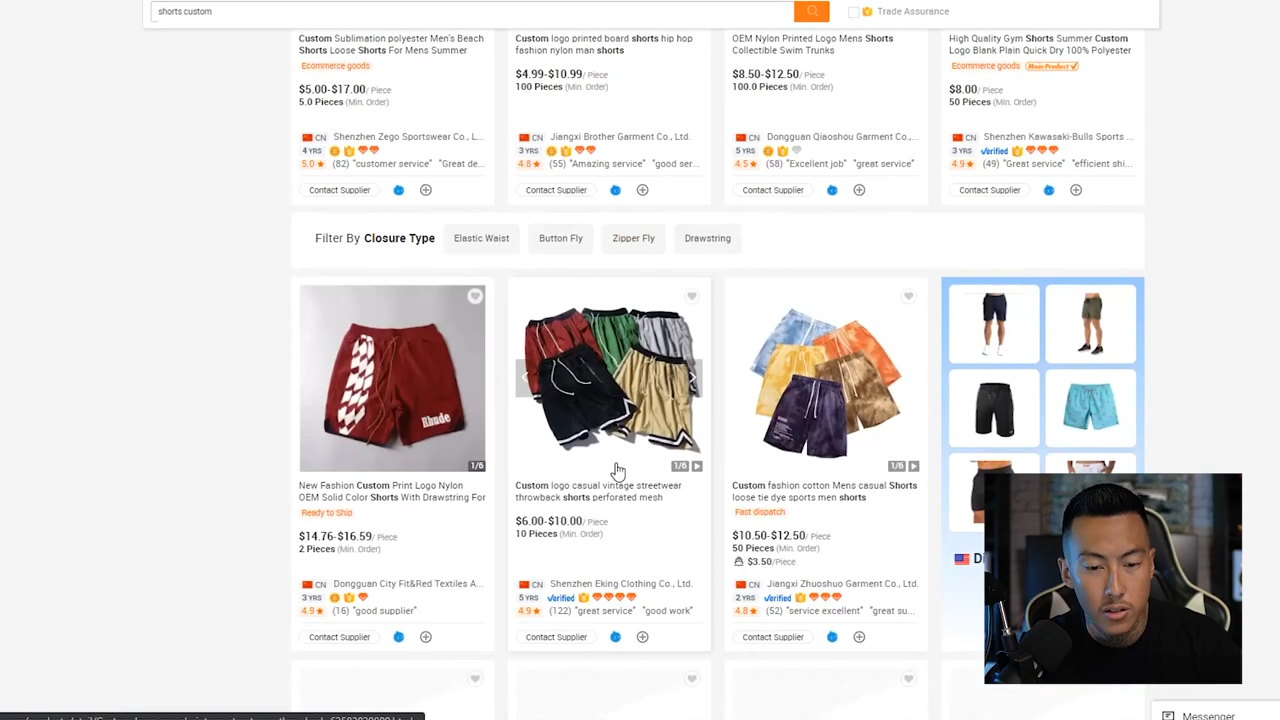 shorts custom
Trade Assurance
Custom Sublimation polyester Men's Beach
Shorts Loose Shorts For Mens Summer
Ecommerce goods
$5.00-$17.00/ Piece
5.0 Pieces (Min. Order)
CN Shenzhen Zego Sportswear Co., L...
4 YRS
5.0 ★ (82) "customer service" "Great de...
Contact Supplier
Custom logo printed board shorts hip hop
fashion nylon man shorts
$4.99-$10.99/ Piece
100 Pieces (Min. Order)
CN Jiangxi Brother Garment Co., Ltd.
3 YRS
4.8 ★ (55) "Amazing service" "good ser...
Contact Supplier
OEM Nylon Printed Logo Mens Shorts
Collectible Swim Trunks
$8.50-$12.50/ Piece
100.0 Pieces (Min. Order)
CN Dongguan Qiaoshou Garment Co.,...
5 YRS
4.5 ★ (58) "Excellent job" "great service"
Contact Supplier
High Quality Gym Shorts Summer Custom
Logo Blank Plain Quick Dry 100% Polyester
Ecommerce goods Main Product ✓
$8.00 / Piece
50 Pieces (Min. Order)
CN Shenzhen Kawasaki-Bulls Sports ...
3 YRS Verified
4.9 ★ (49) "Great service" "efficient shi...
Contact Supplier
Filter By Closure Type Elastic Waist Button Fly Zipper Fly Drawstring
Rhude
1/6
New Fashion Custom Print Logo Nylon
OEM Solid Color Shorts With Drawstring For
Ready to Ship
$14.76-$16.59/ Piece
2 Pieces (Min. Order)
CN Dongguan City Fit&Red Textiles A...
3 YRS
4.9 ★ (16) "good supplier"
Contact Supplier
1/6
Custom logo casual vintage streetwear
throwback shorts perforated mesh
$6.00-$10.00/ Piece
10 Pieces (Min. Order)
CN Shenzhen Eking Clothing Co., Ltd.
5 YRS Verified
4.9 ★ (122) "great service" "good work"
Contact Supplier
1/6
Custom fashion cotton Mens casual Shorts
loose tie dye sports men shorts
Fast dispatch
$10.50-$12.50/ Piece
50 Pieces (Min. Order)
$3.50/Piece
CN Jiangxi Zhuoshuo Garment Co., Ltd.
2 YRS Verified
4.8 ★ (52) "service excellent" "great su...
Contact Supplier
Messenger